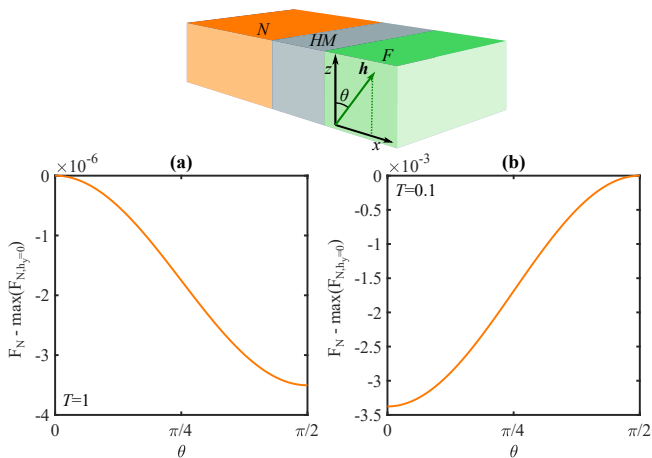 N
HM
F
z
h
θ
x
(a)
×10⁻⁶
0
-1
-2
-3
-4
F_N - max(F_{N,h_y=0})
T=1
0
π/4
π/2
θ
(b)
×10⁻³
0
-0.5
-1
-1.5
-2
-2.5
-3
-3.5
F_N - max(F_{N,h_y=0})
T=0.1
0
π/4
π/2
θ